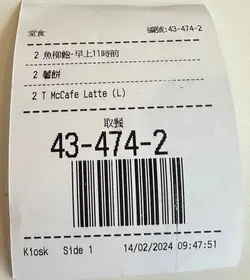 堂食 編號:43-474-2
2 魚柳飽-早上11時前
2 薯餅
2 T McCafe Latte (L)
取餐
43-474-2
Kiosk Side 1 14/02/2024 09:47:51